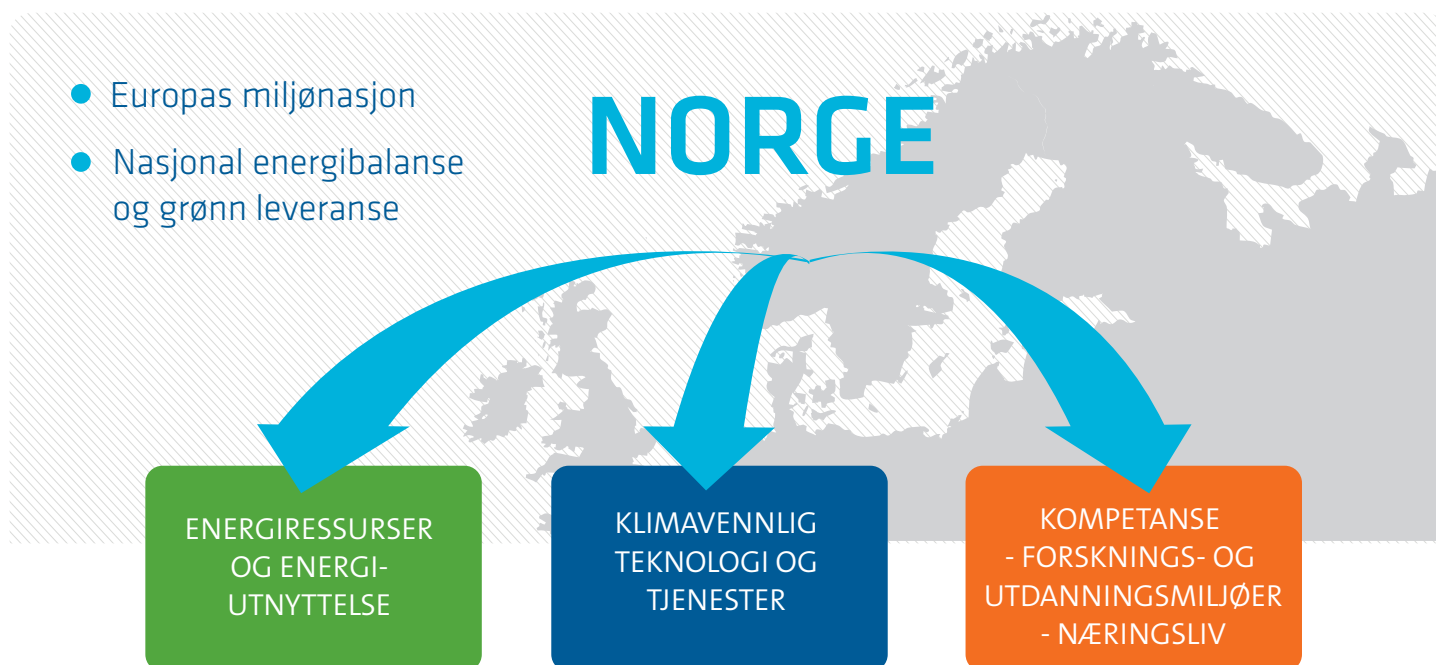 Europas miljønasjon
Nasjonal energibalanse
og grønn leveranse
NORGE
ENERGIRESSURSER
OG ENERGI-
UTNYTTELSE
KLIMAVENNLIG
TEKNOLOGI OG
TJENESTER
KOMPETANSE
- FORSKNINGS- OG
UTDANNINGSMILJØER
- NÆRINGSLIV